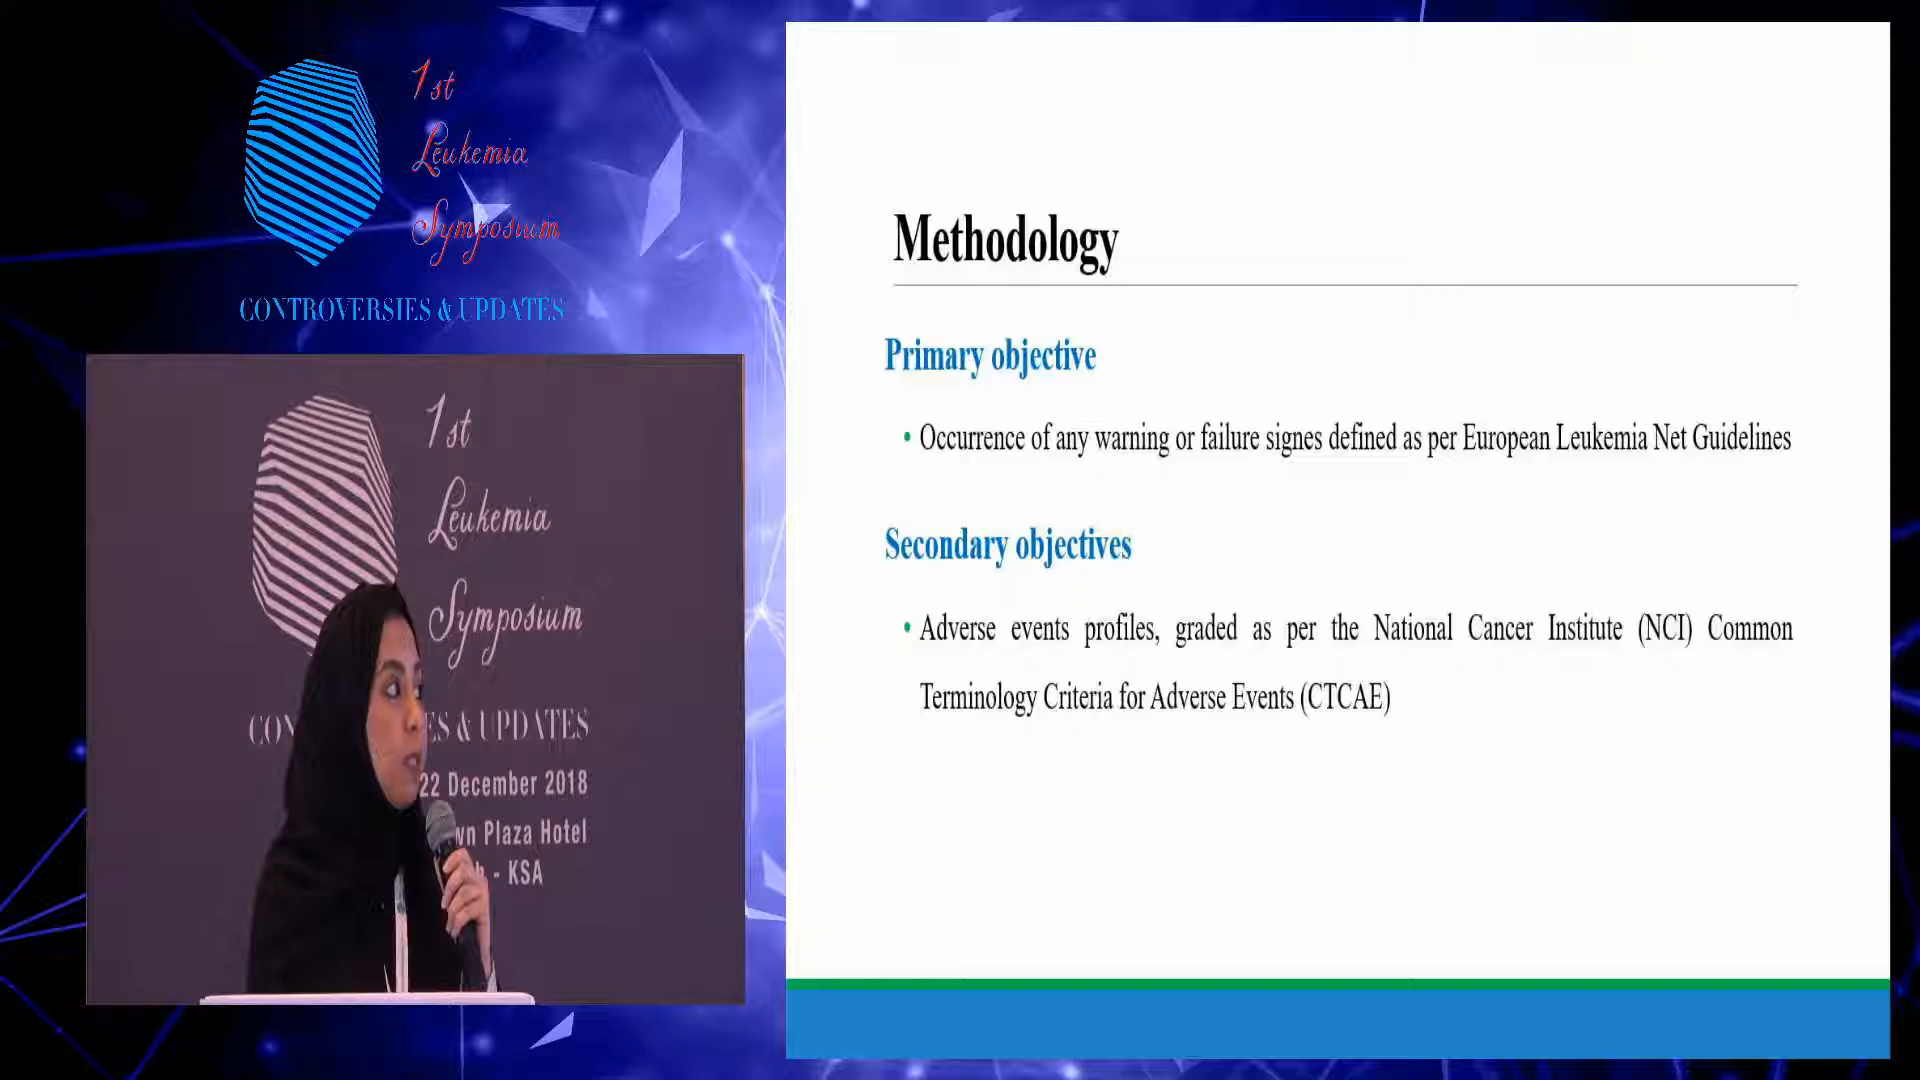 1st
Leukemia
Symposium
CONTROVERSIES & UPDATES
1st
Leukemia
Symposium
ES & UPDATES
22 December 2018
Plaza Hotel
- KSA
Methodology
Primary objective
• Occurrence of any warning or failure signes defined as per European Leukemia Net Guidelines
Secondary objectives
• Adverse events profiles, graded as per the National Cancer Institute (NCI) Common
Terminology Criteria for Adverse Events (CTCAE)